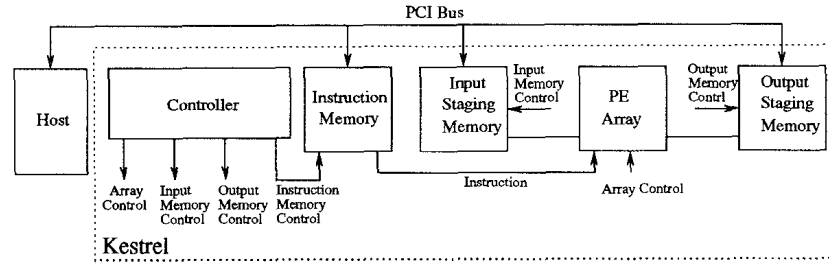 PCI Bus
Host
Controller
Instruction
Memory
Input
Staging
Memory
Input
Memory
Control
PE
Array
Output
Memory
Contrl
Output
Staging
Memory
Array
Control
Input
Memory
Control
Output
Memory
Control
Instruction
Memory
Control
Instruction
Array Control
Kestrel